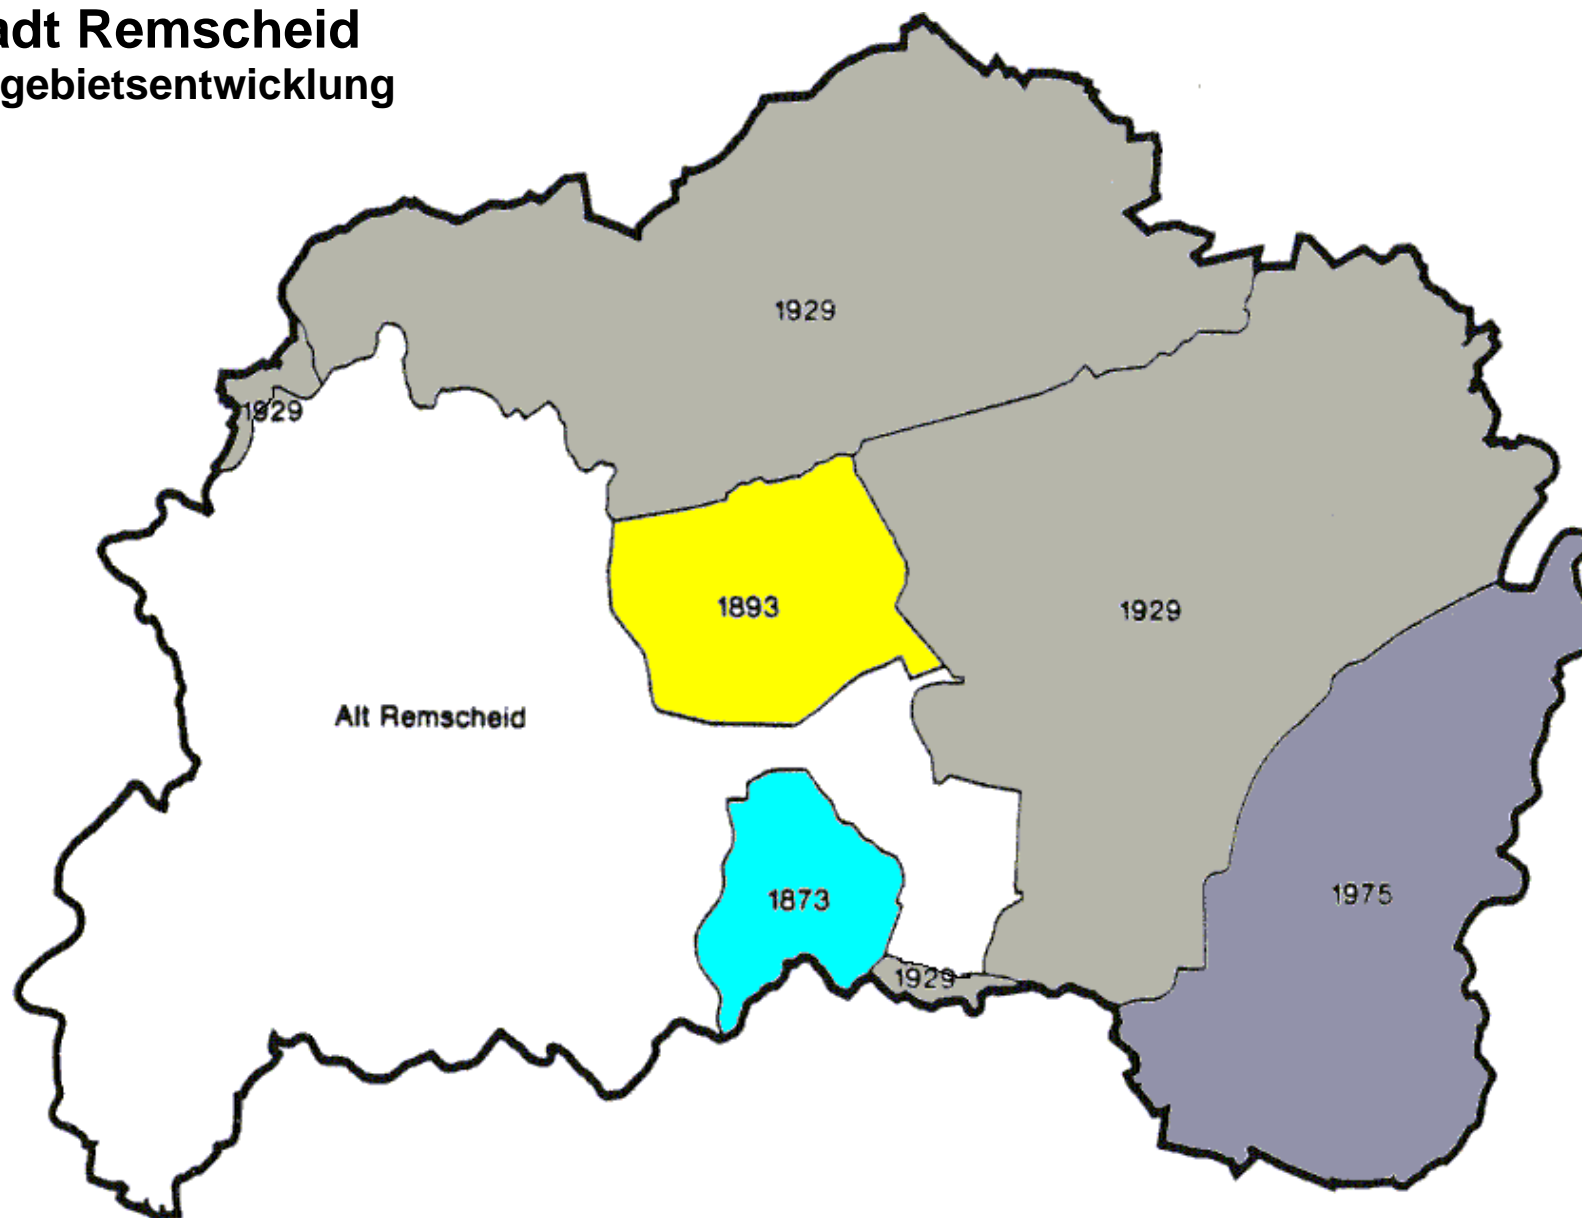 adt Remscheid
gebietsentwicklung
1929
1929
1893
1929
Alt Remscheid
1873
1975
1929